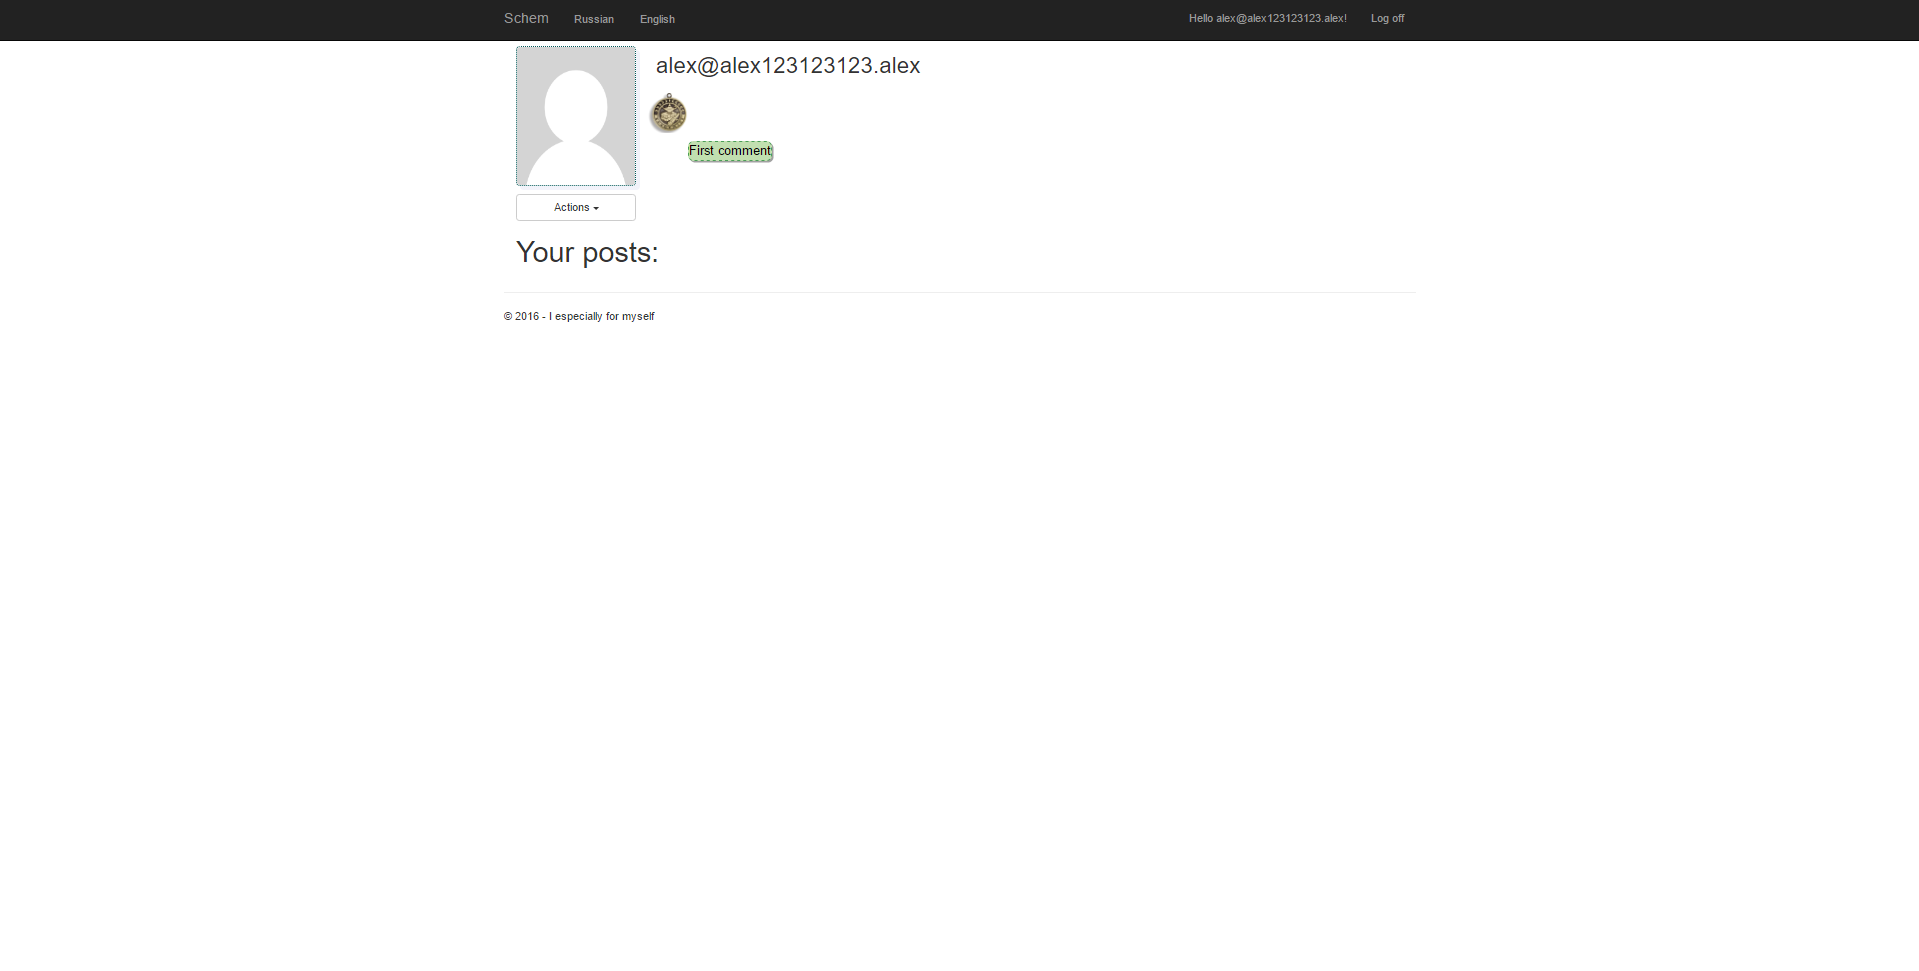 Schem Russian English Hello alex@alex123123123.alex! Log off
alex@alex123123123.alex
First comment
Actions
Your posts:
© 2016 - I especially for myself